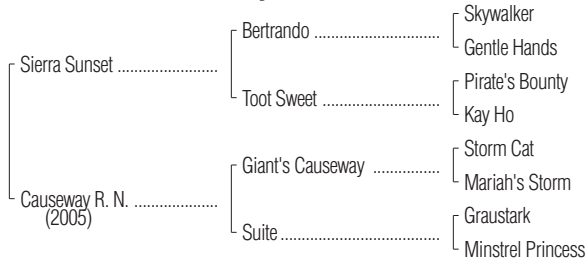 Skywalker
Bertrando
Gentle Hands
Sierra Sunset
Pirate's Bounty
Toot Sweet
Kay Ho
Storm Cat
Giant's Causeway
Mariah's Storm
Causeway R. N.
(2005)
Graustark
Suite
Minstrel Princess